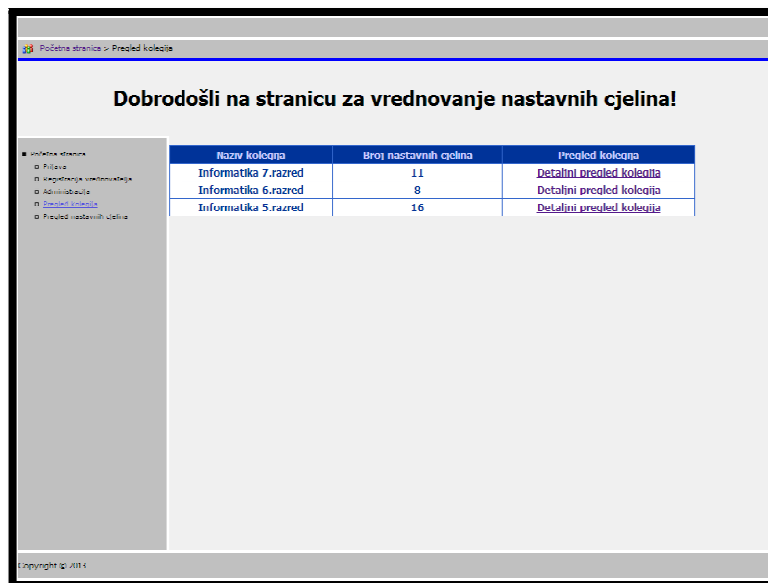 Početna stranica > Pregled kolegija
Dobrodošli na stranicu za vrednovanje nastavnih cjelina!
Početna stranica
Prijava
Registracija vrednovatelja
Administracija
Pregled kolegija
Pregled nastavnih cjelina
Naziv kolegija Broj nastavnih cjelina Pregled kolegija
Informatika 7.razred 11 Detaljni pregled kolegija
Informatika 6.razred 8 Detaljni pregled kolegija
Informatika 5.razred 16 Detaljni pregled kolegija
Copyright © 2013